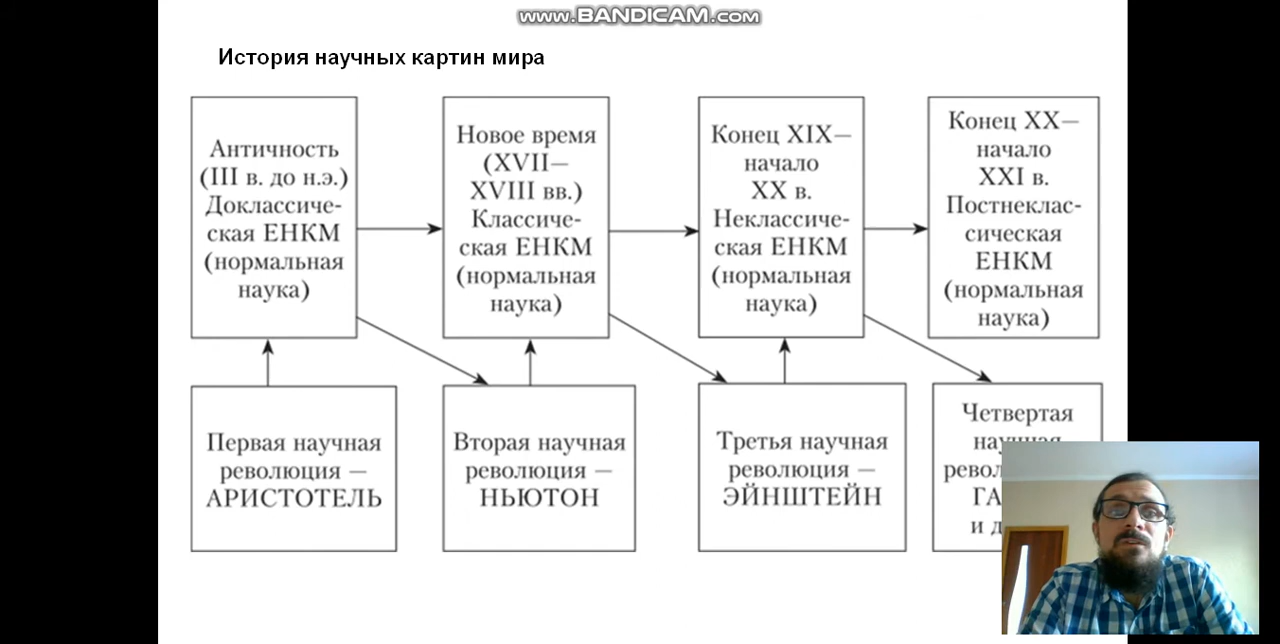 www.BANDICAM.com
История научных картин мира
Античность
(III в. до н.э.)
Доклассиче-
ская ЕНКМ
(нормальная
наука)
Новое время
(XVII—
XVIII вв.)
Классиче-
ская ЕНКМ
(нормальная
наука)
Конец XIX—
начало
XX в.
Неклассиче-
ская ЕНКМ
(нормальная
наука)
Конец XX—
начало
XXI в.
Постнеклас-
сическая
ЕНКМ
(нормальная
наука)
Первая научная
революция —
АРИСТОТЕЛЬ
Вторая научная
революция —
НЬЮТОН
Третья научная
революция —
ЭЙНШТЕЙН
Четвертая
и